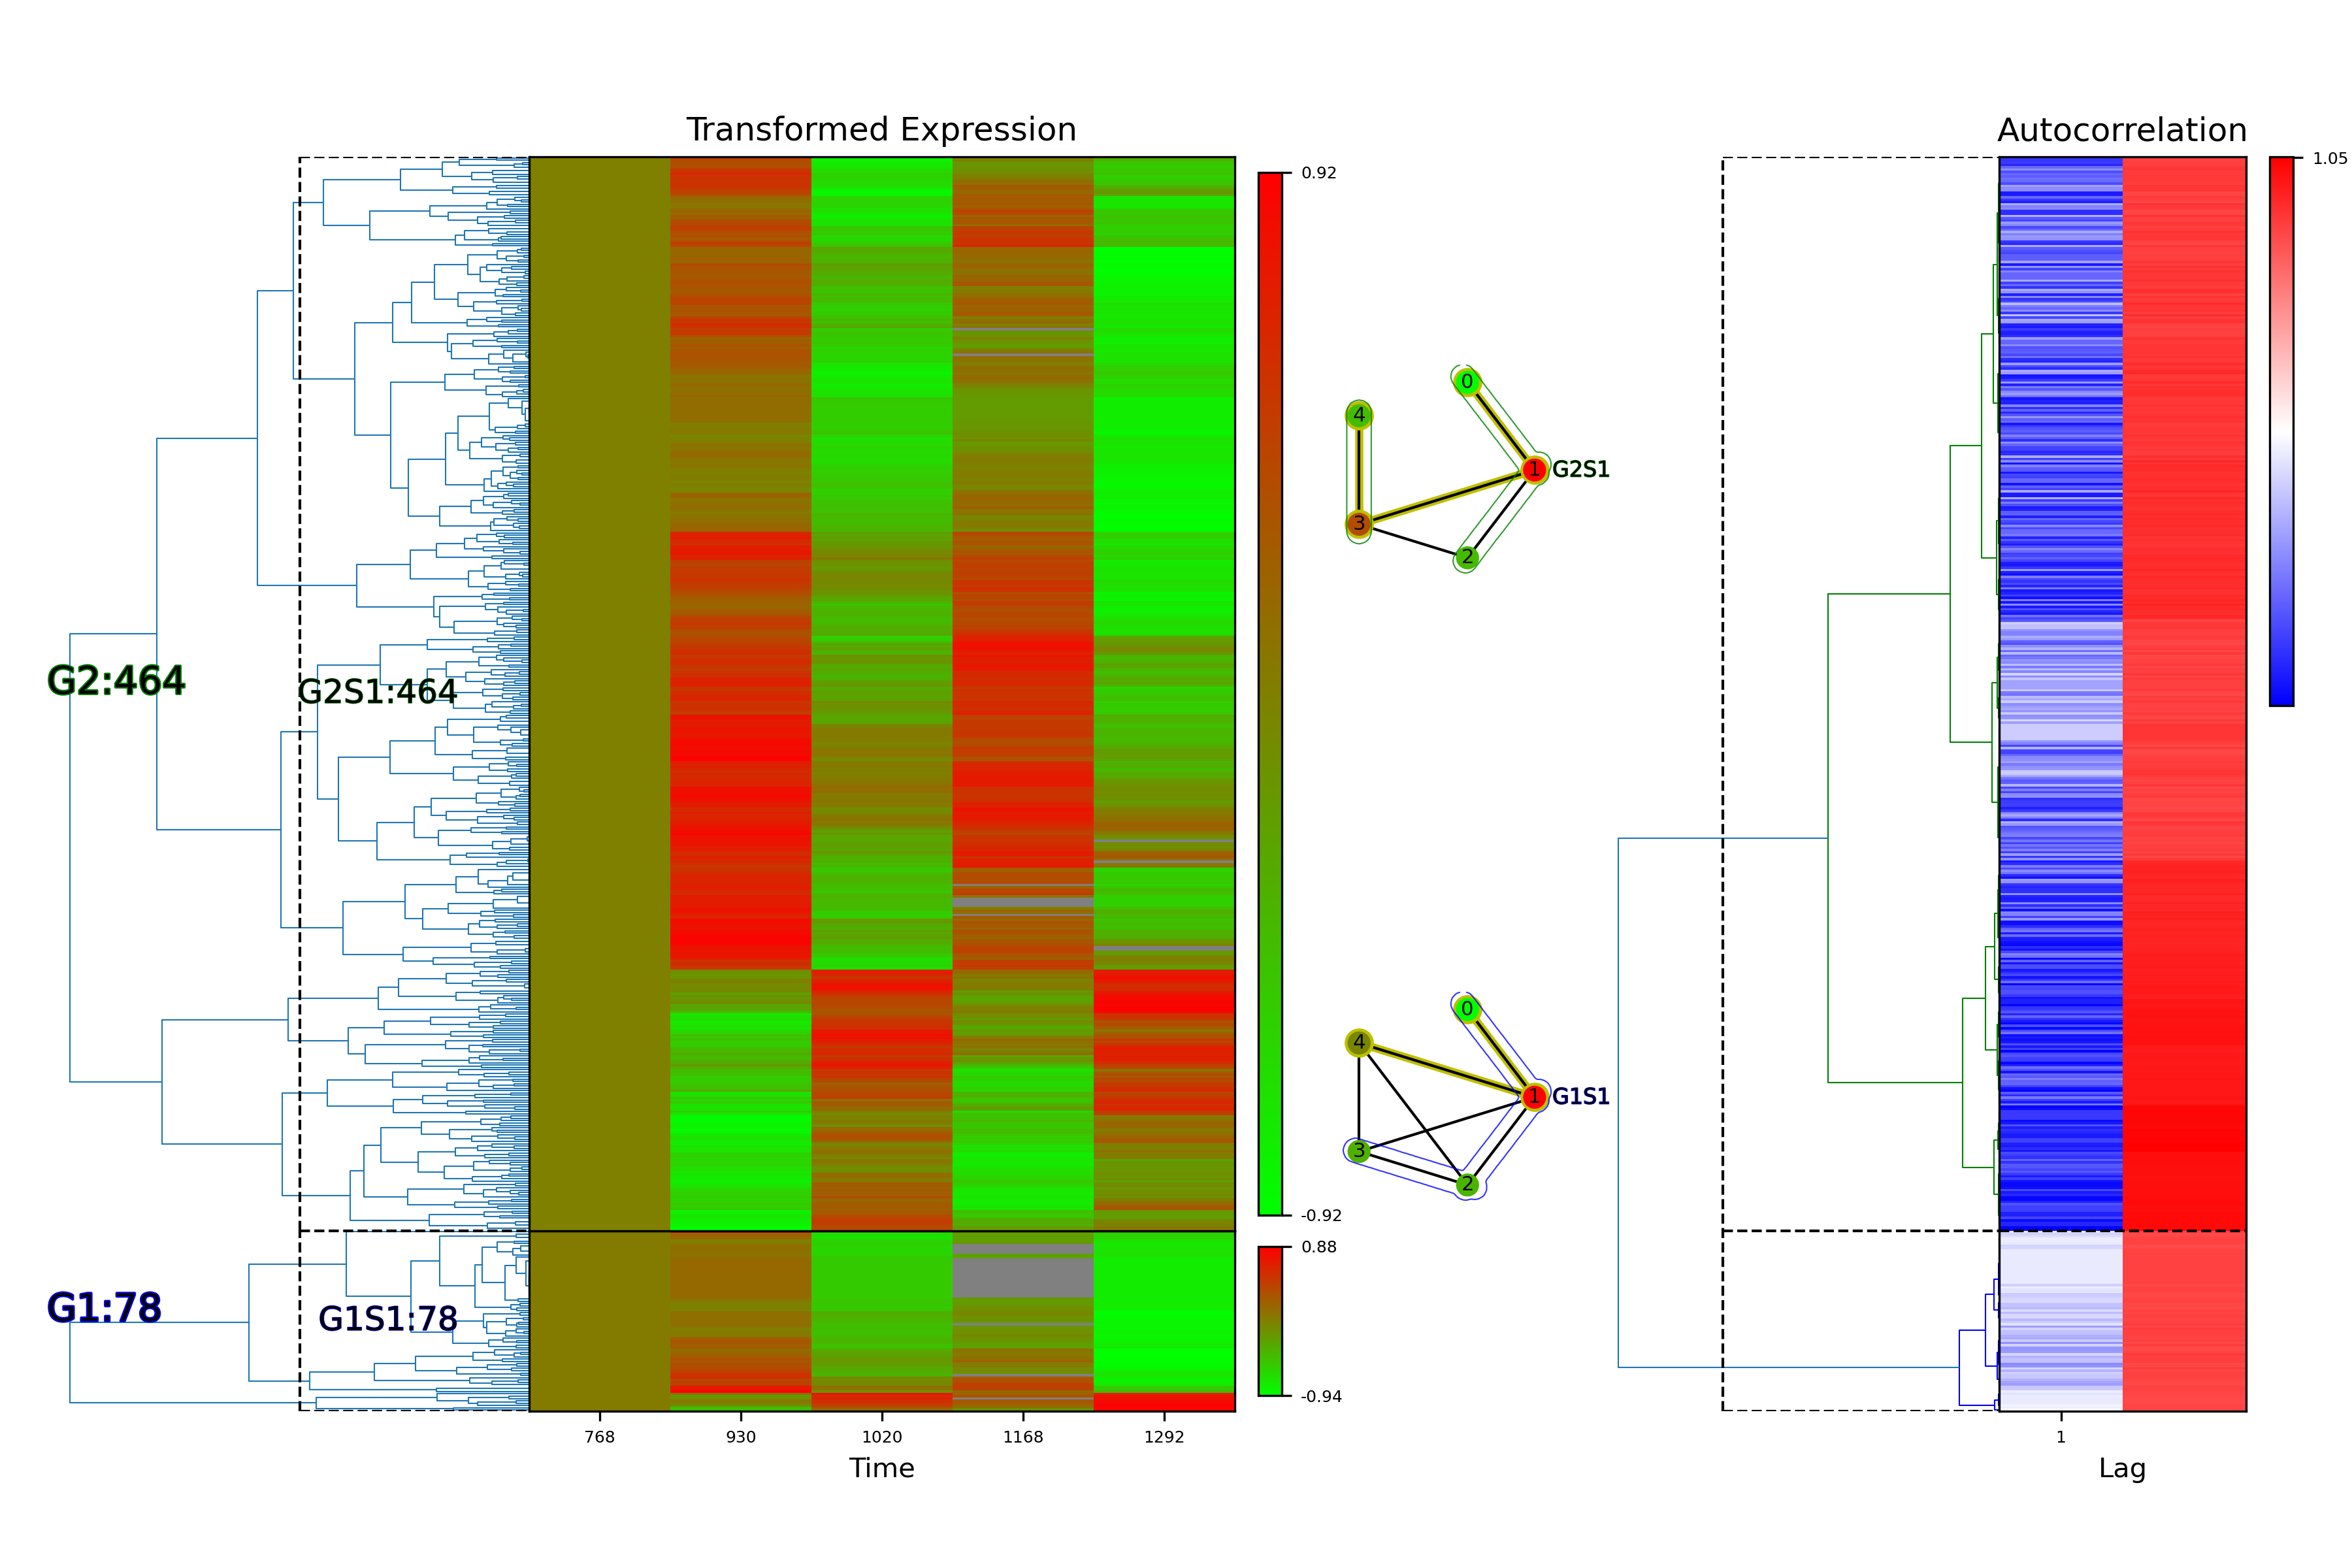 Transformed Expression
Autocorrelation
0.92
1.05
0
4
1
G2S1
3
2
G2:464
G2S1:464
0
4
1
G1S1
3
2
-0.92
0.88
G1:78
G1S1:78
-0.94
768
930
1020
1168
1292
1
Time
Lag